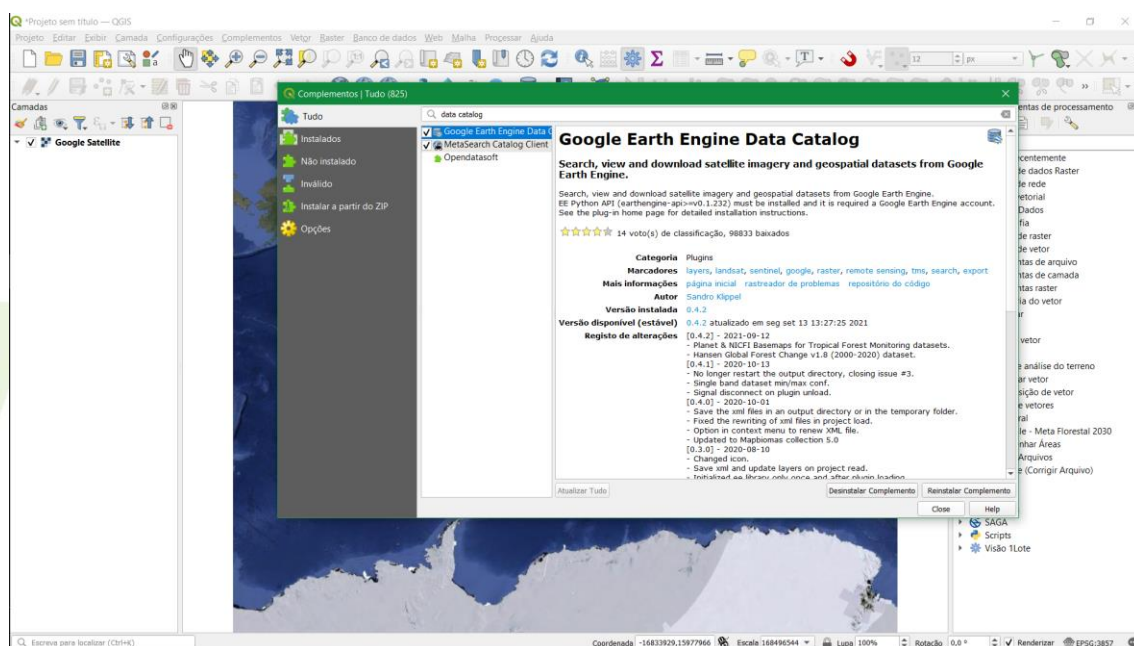 *Projeto sem título — QGIS
Projeto Editar Exibir Camada Configurações Complementos Vetor Raster Banco de dados Web Malha Processar Ajuda
12 px
Complementos | Tudo (825)
Camadas
Google Satellite
Tudo
Instalados
Não instalado
Inválido
Instalar a partir do ZIP
Opções
data catalog
Google Earth Engine Data C
MetaSearch Catalog Client
Opendatasoft
Google Earth Engine Data Catalog
Search, view and download satellite imagery and geospatial datasets from Google
Earth Engine.
Search, view and download satellite imagery and geospatial datasets from Google Earth Engine.
EE Python API (earthengine-api>=v0.1.232) must be installed and it is required a Google Earth Engine account.
See the plug-in home page for detailed installation instructions.
14 voto(s) de classificação, 98833 baixados
Categoria Plugins
Marcadores layers, landsat, sentinel, google, raster, remote sensing, tms, search, export
Mais informações página inicial rastreador de problemas repositório do código
Autor Sandro Klippel
Versão instalada 0.4.2
Versão disponível (estável) 0.4.2 atualizado em seg set 13 13:27:25 2021
Registo de alterações [0.4.2] - 2021-09-12
- Planet & NICFI Basemaps for Tropical Forest Monitoring datasets.
- Hansen Global Forest Change v1.8 (2000-2020) dataset.
[0.4.1] - 2020-10-13
- No longer restart the output directory, closing issue #3.
- Single band dataset min/max conf.
- Signal disconnect on plugin unload.
[0.4.0] - 2020-10-01
- Save the xml files in an output directory or in the temporary folder.
- Fixed the rewriting of xml files in project load.
- Option in context menu to renew XML file.
- Updated to Mapbiomas collection 5.0
[0.3.0] - 2020-08-10
- Changed icon.
- Save xml and update layers on project read.
- Initialized ee library only once and after plugin loading
Atualizar Tudo Desinstalar Complemento Reinstalar Complemento
Close Help
entas de processamento
centemente
de dados Raster
de rede
vetorial
Dados
fia
de raster
de vetor
ntas de arquivo
ntas de camada
ntas raster
ia do vetor
ar
vetor
e análise do terreno
ar vetor
sição de vetor
e vetores
ral
le - Meta Florestal 2030
nhar Áreas
Arquivos
e (Corrigir Arquivo)
SAGA
Scripts
Visão 1Lote
Escreva para localizar (Ctrl+K)
Coordenada -16833929,15977966 Escala 168496544 Lupa 100% Rotação 0,0 ° Renderizar EPSG:3857